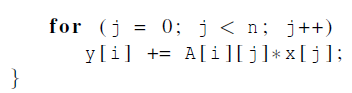 for (j = 0; j < n; j++)
y[i] += A[i][j]*x[j];
}